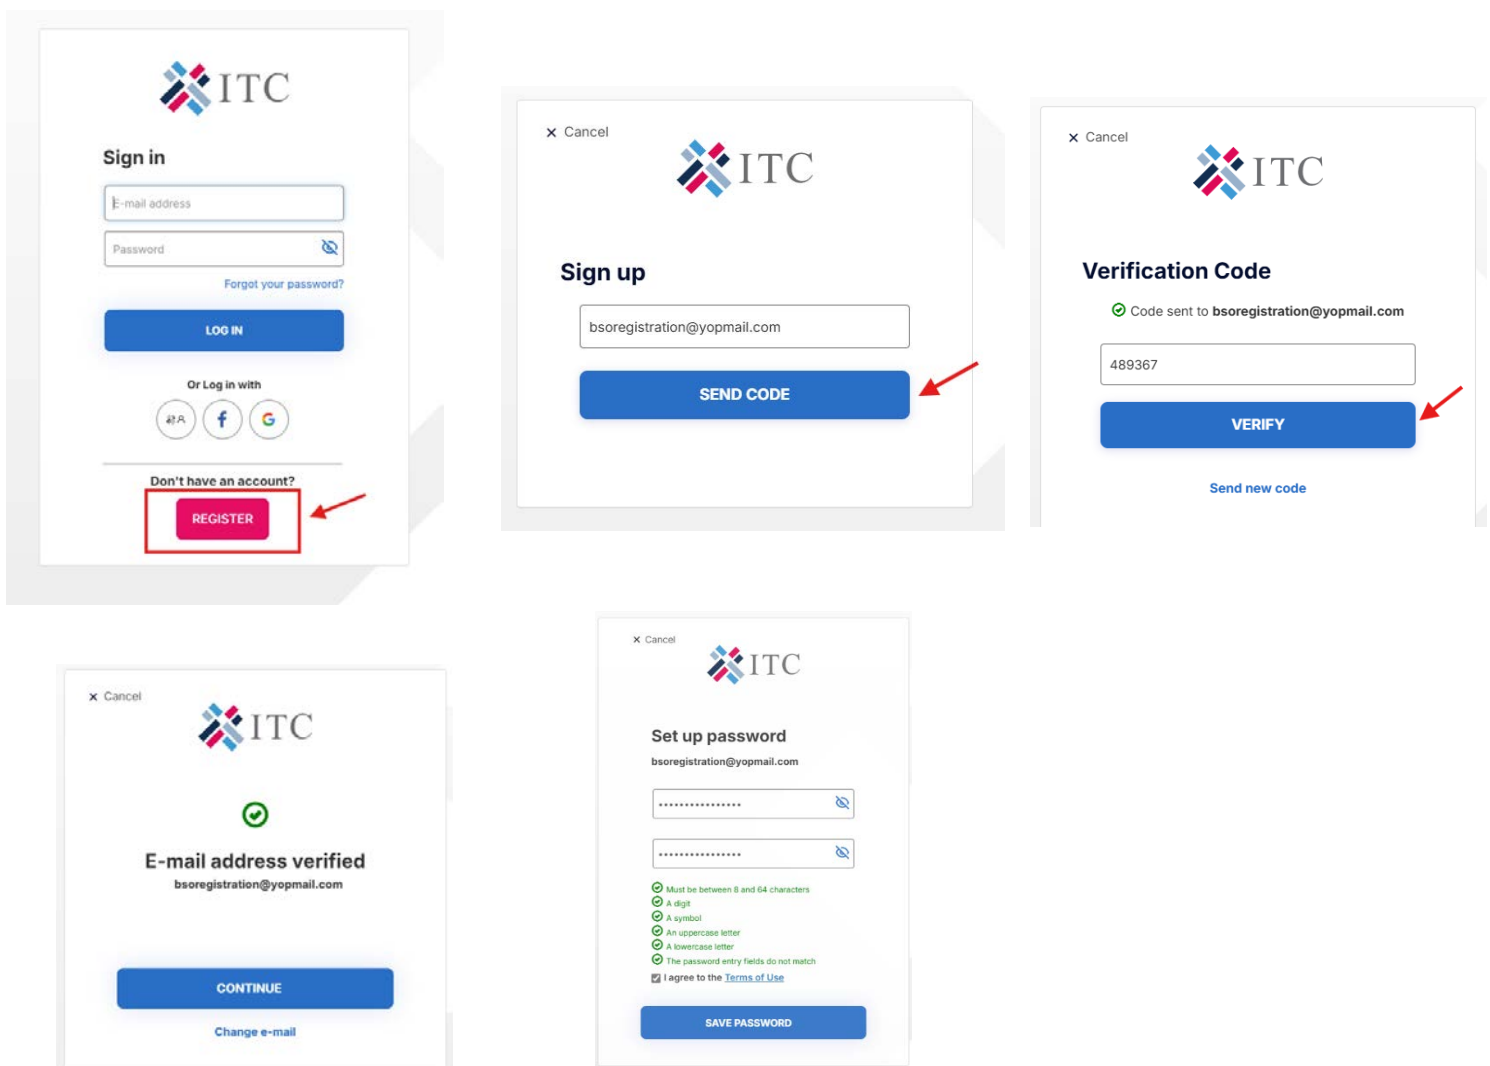 ITC
Sign in
E-mail address
Password
Forgot your password?
LOG IN
Or Log in with
f
G
Don't have an account?
REGISTER
× Cancel
ITC
Sign up
bsoregistration@yopmail.com
SEND CODE
× Cancel
ITC
Verification Code
Code sent to bsoregistration@yopmail.com
489367
VERIFY
Send new code
× Cancel
ITC
E-mail address verified
bsoregistration@yopmail.com
CONTINUE
Change e-mail
× Cancel
ITC
Set up password
bsoregistration@yopmail.com
Must be between 8 and 64 characters
A digit
A symbol
An uppercase letter
A lowercase letter
The password entry fields do not match
I agree to the Terms of Use
SAVE PASSWORD